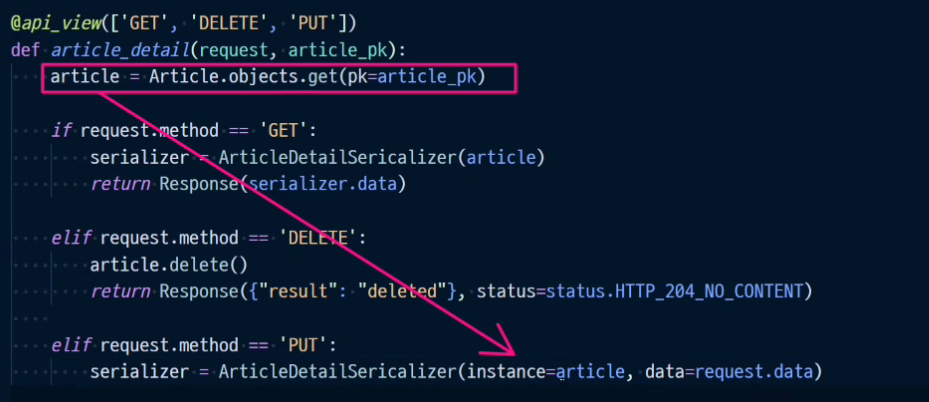 @api_view(['GET', 'DELETE', 'PUT'])
def article_detail(request, article_pk):
article = Article.objects.get(pk=article_pk)
if request.method == 'GET':
serializer = ArticleDetailSericalizer(article)
return Response(serializer.data)
elif request.method == 'DELETE':
article.delete()
return Response({"result": "deleted"}, status=status.HTTP_204_NO_CONTENT)
elif request.method == 'PUT':
serializer = ArticleDetailSericalizer(instance=article, data=request.data)